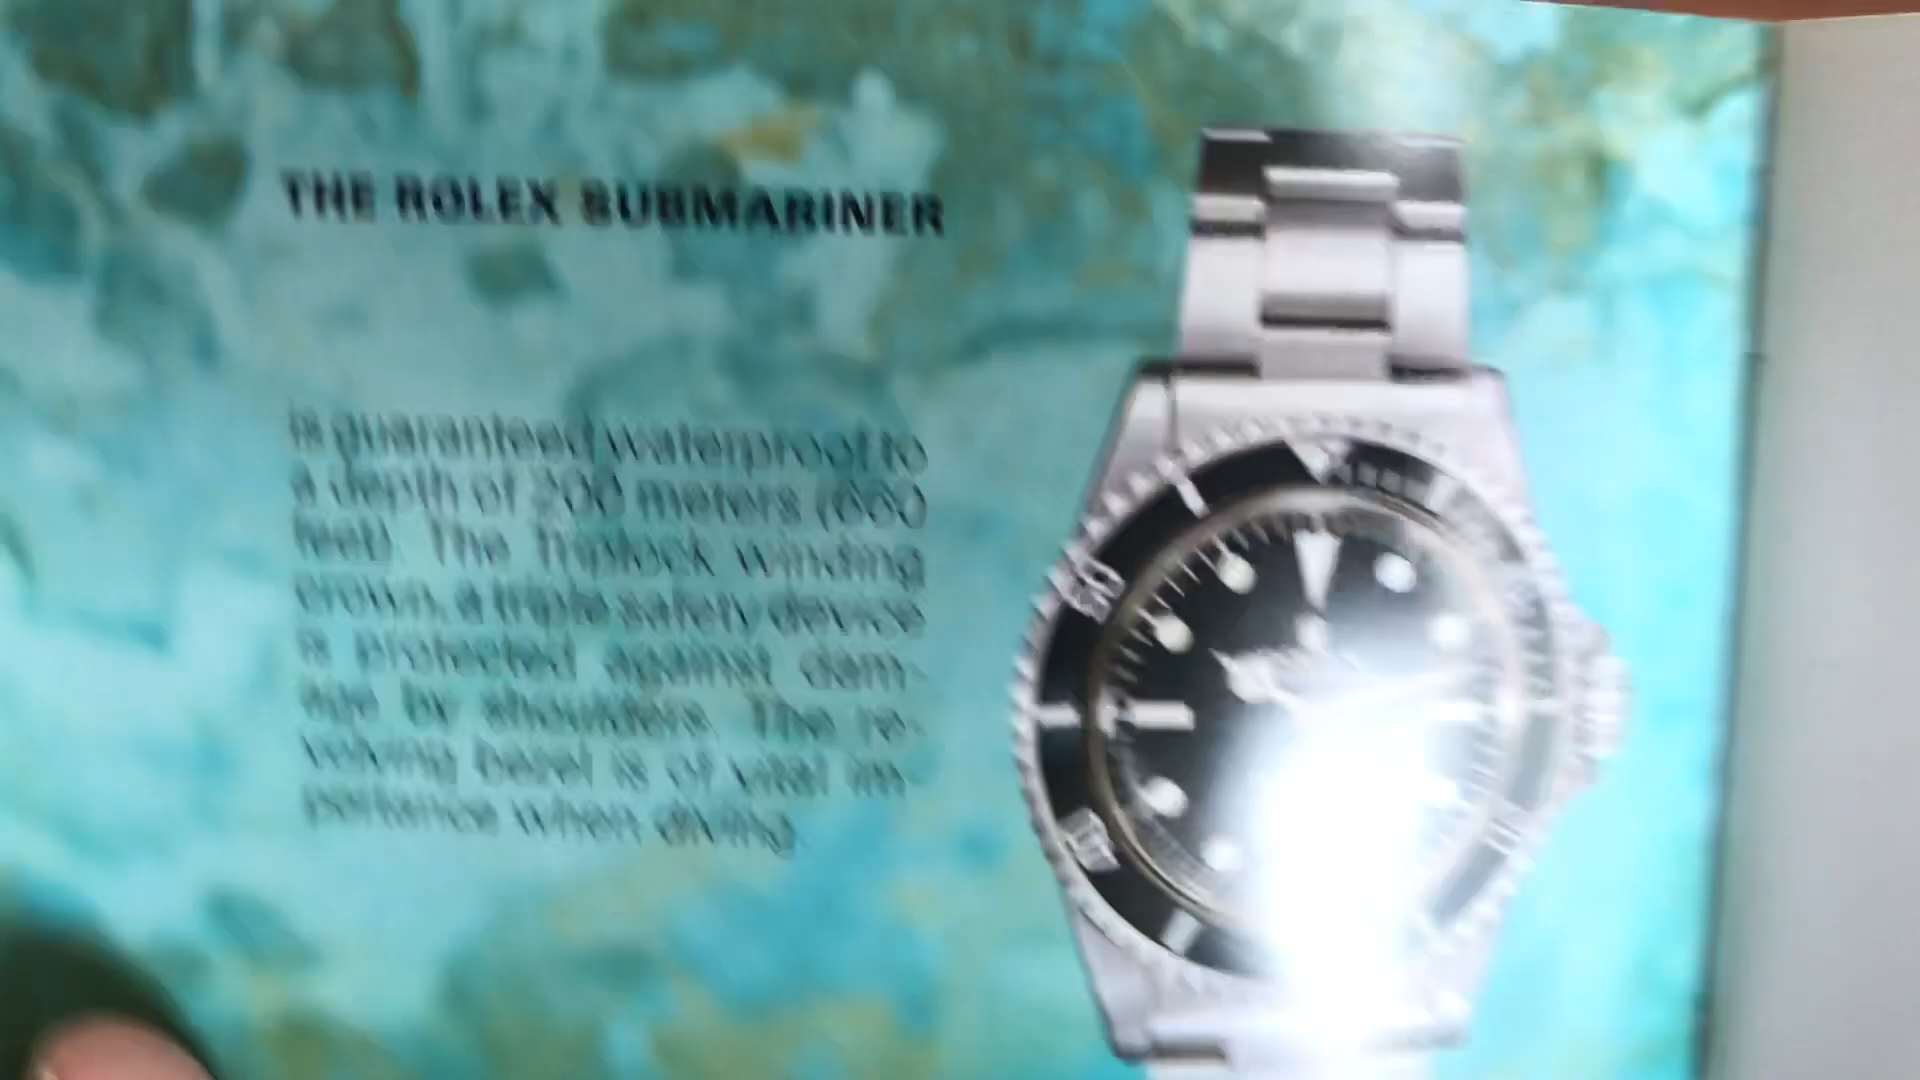 THE ROLEX SUBMARINER
is guaranteed waterproof to
a depth of 200 meters (660
feet). The Triplock winding
crown, a triple safety device
is protected against dam-
age by shoulders. The re-
volving bezel is of vital im-
portance when diving.